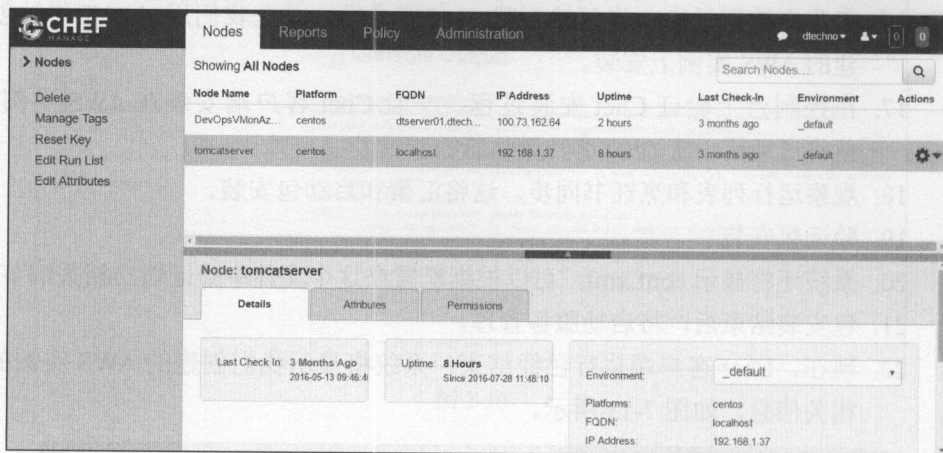 CHEF
MANAGE
Nodes Reports Policy Administration
dtechno 0 0
Nodes
Delete
Manage Tags
Reset Key
Edit Run List
Edit Attributes
Showing All Nodes
Search Nodes...
Node Name Platform FQDN IP Address Uptime Last Check-In Environment Actions
DevOpsVMonAz... centos dtserver01.dtech... 100.73.162.64 2 hours 3 months ago _default
tomcatserver centos localhost 192.168.1.37 8 hours 3 months ago _default
Node: tomcatserver
Details Attributes Permissions
Last Check In: 3 Months Ago
2016-05-13 09:46:4
Uptime: 8 Hours
Since 2016-07-28 11:48:18
Environment: _default
Platforms: centos
FQDN: localhost
IP Address: 192.168.1.37